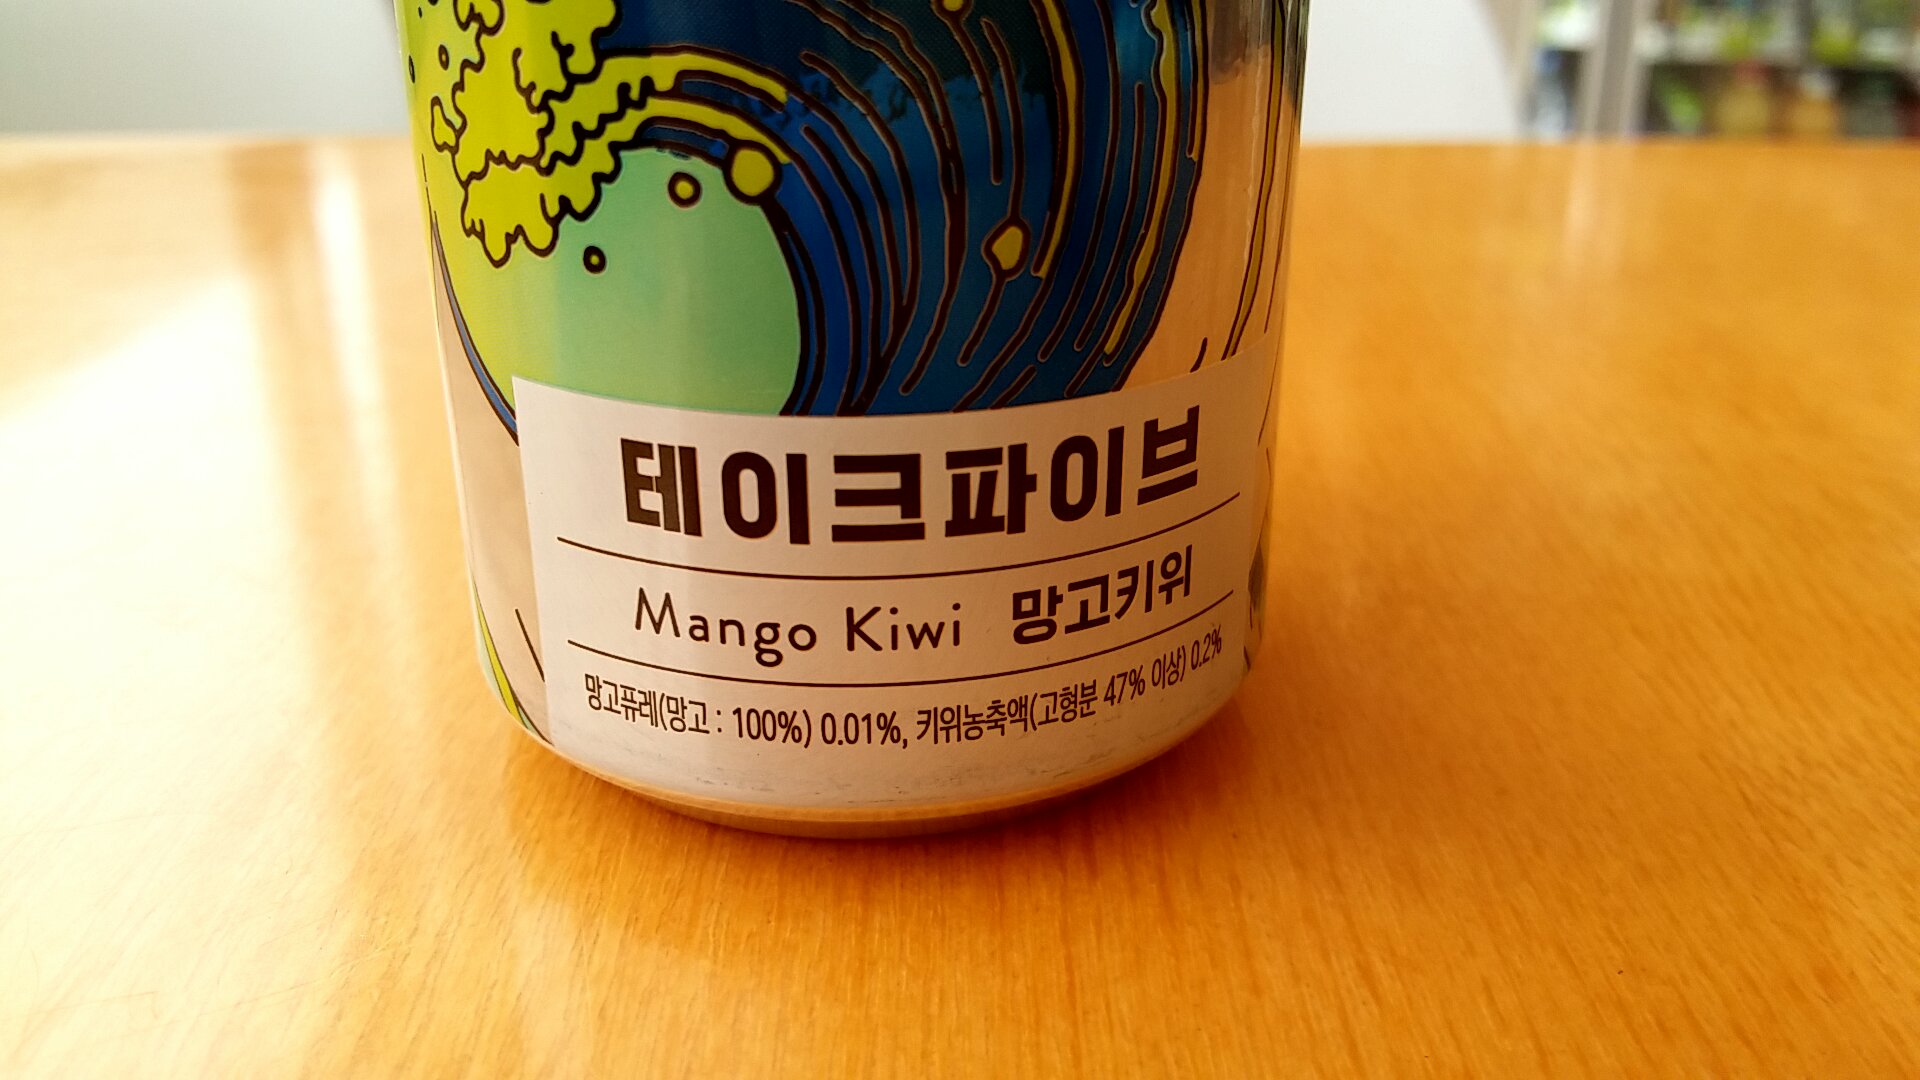 테이크파이브
Mango Kiwi 망고키위
망고퓨레(망고 : 100%) 0.01%, 키위농축액(고형분 47% 이상) 0.2%